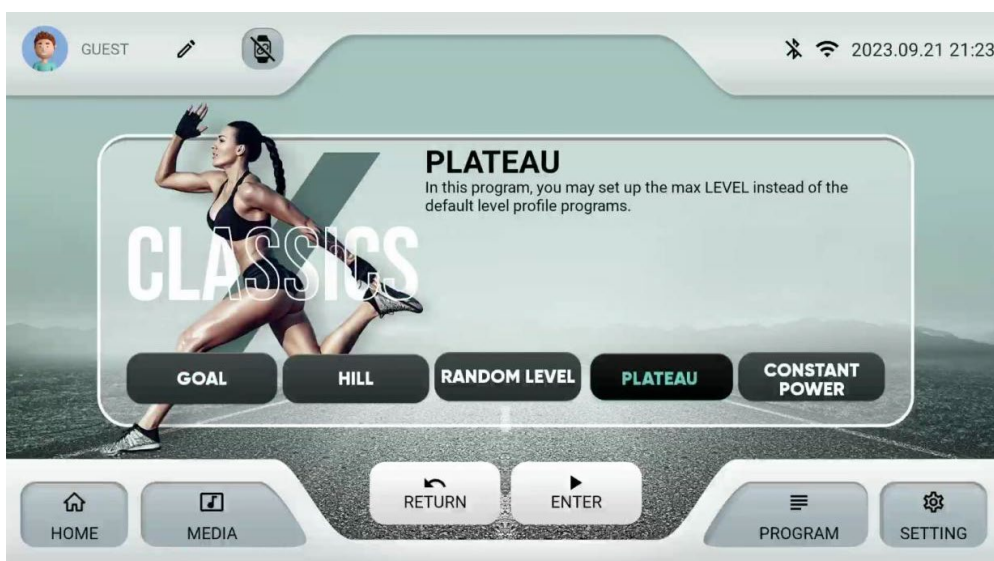 GUEST
2023.09.21 21:23
PLATEAU
In this program, you may set up the max LEVEL instead of the
default level profile programs.
CLASSICS
GOAL
HILL
RANDOM LEVEL
PLATEAU
CONSTANT
POWER
RETURN
ENTER
HOME
MEDIA
PROGRAM
SETTING